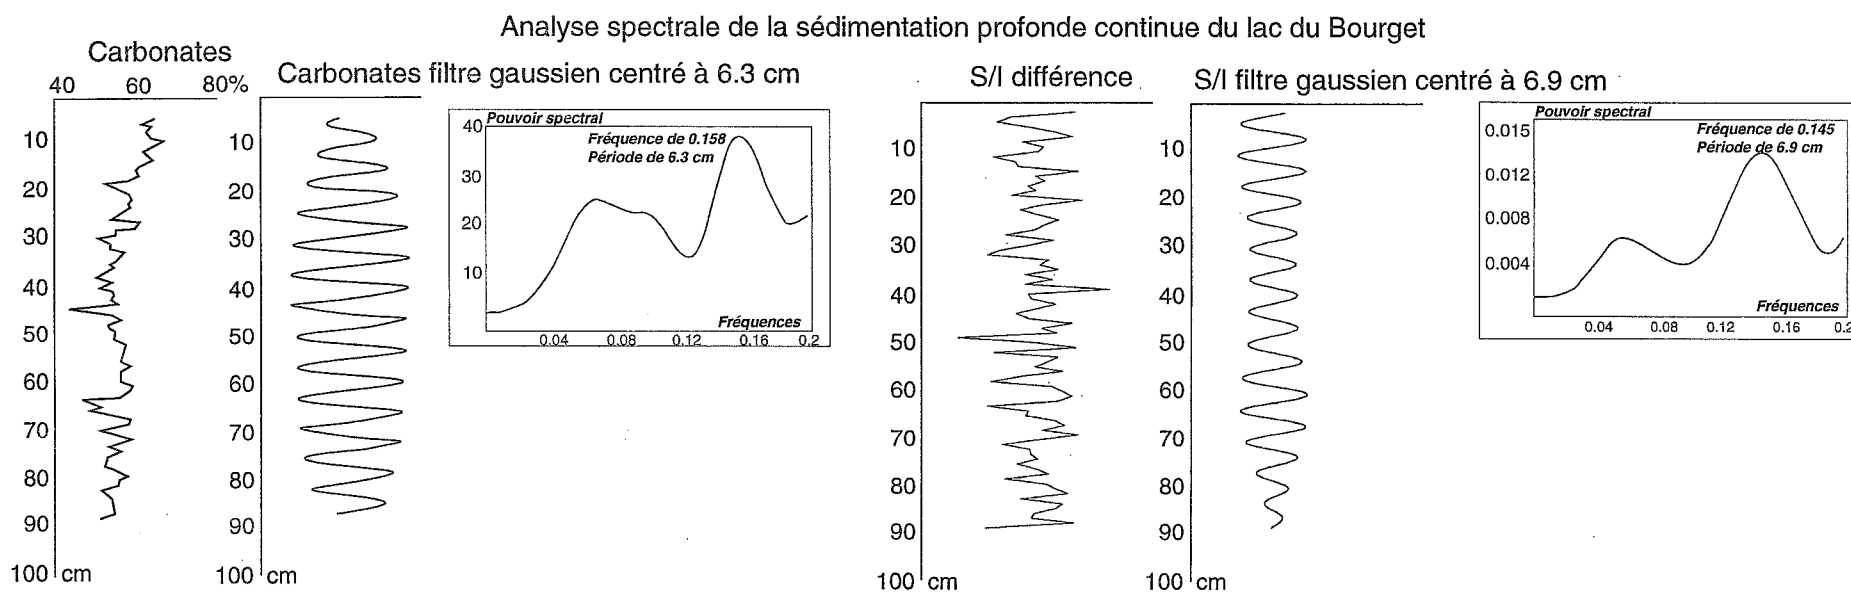 Analyse spectrale de la sédimentation profonde continue du lac du Bourget
Carbonates
40 60 80%
10
20
30
40
50
60
70
80
90
100 cm
Carbonates filtre gaussien centré à 6.3 cm
10
20
30
40
50
60
70
80
90
100 cm
Pouvoir spectral
Fréquence de 0.158
Période de 6.3 cm
40
30
20
10
Fréquences
0.04 0.08 0.12 0.16 0.2
S/I différence
10
20
30
40
50
60
70
80
90
100 cm
S/I filtre gaussien centré à 6.9 cm
10
20
30
40
50
60
70
80
90
100 cm
Pouvoir spectral
Fréquence de 0.145
Période de 6.9 cm
0.015
0.012
0.008
0.004
Fréquences
0.04 0.08 0.12 0.16 0.2